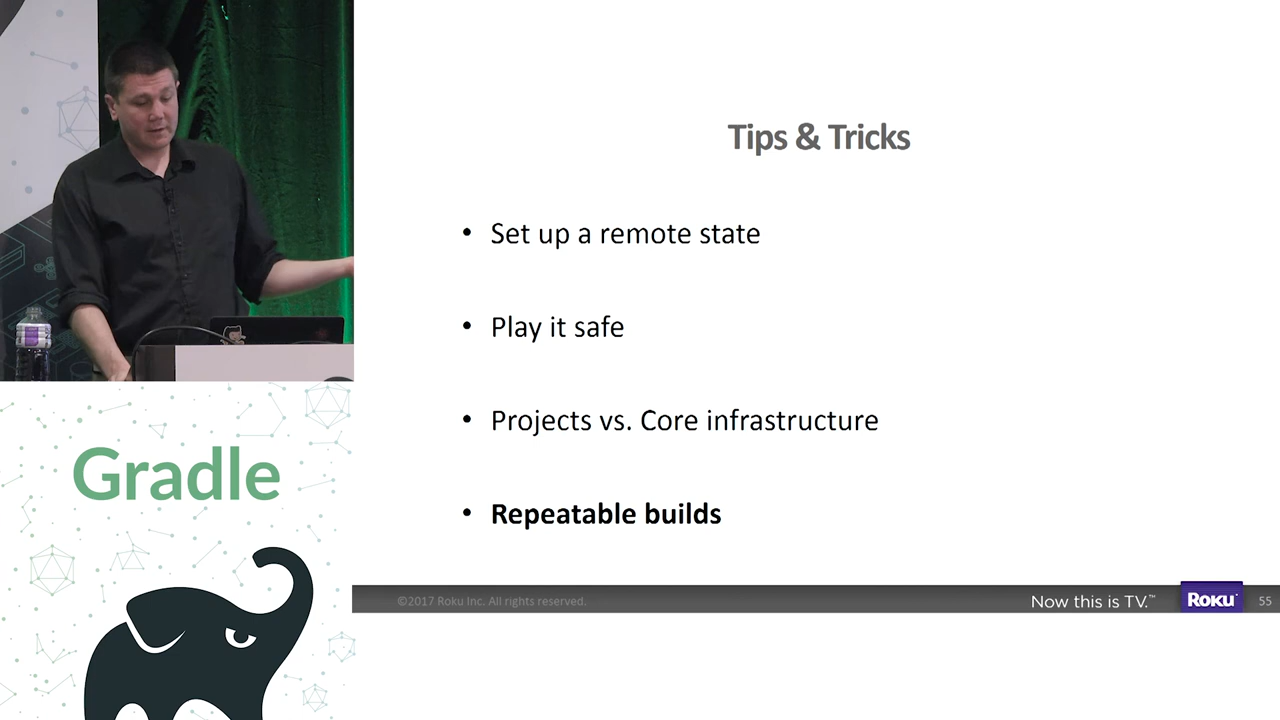 Tips & Tricks
• Set up a remote state
• Play it safe
• Projects vs. Core infrastructure
• Repeatable builds
©2017 Roku Inc. All rights reserved.
Now this is TV.™
ROKU
55
Gradle